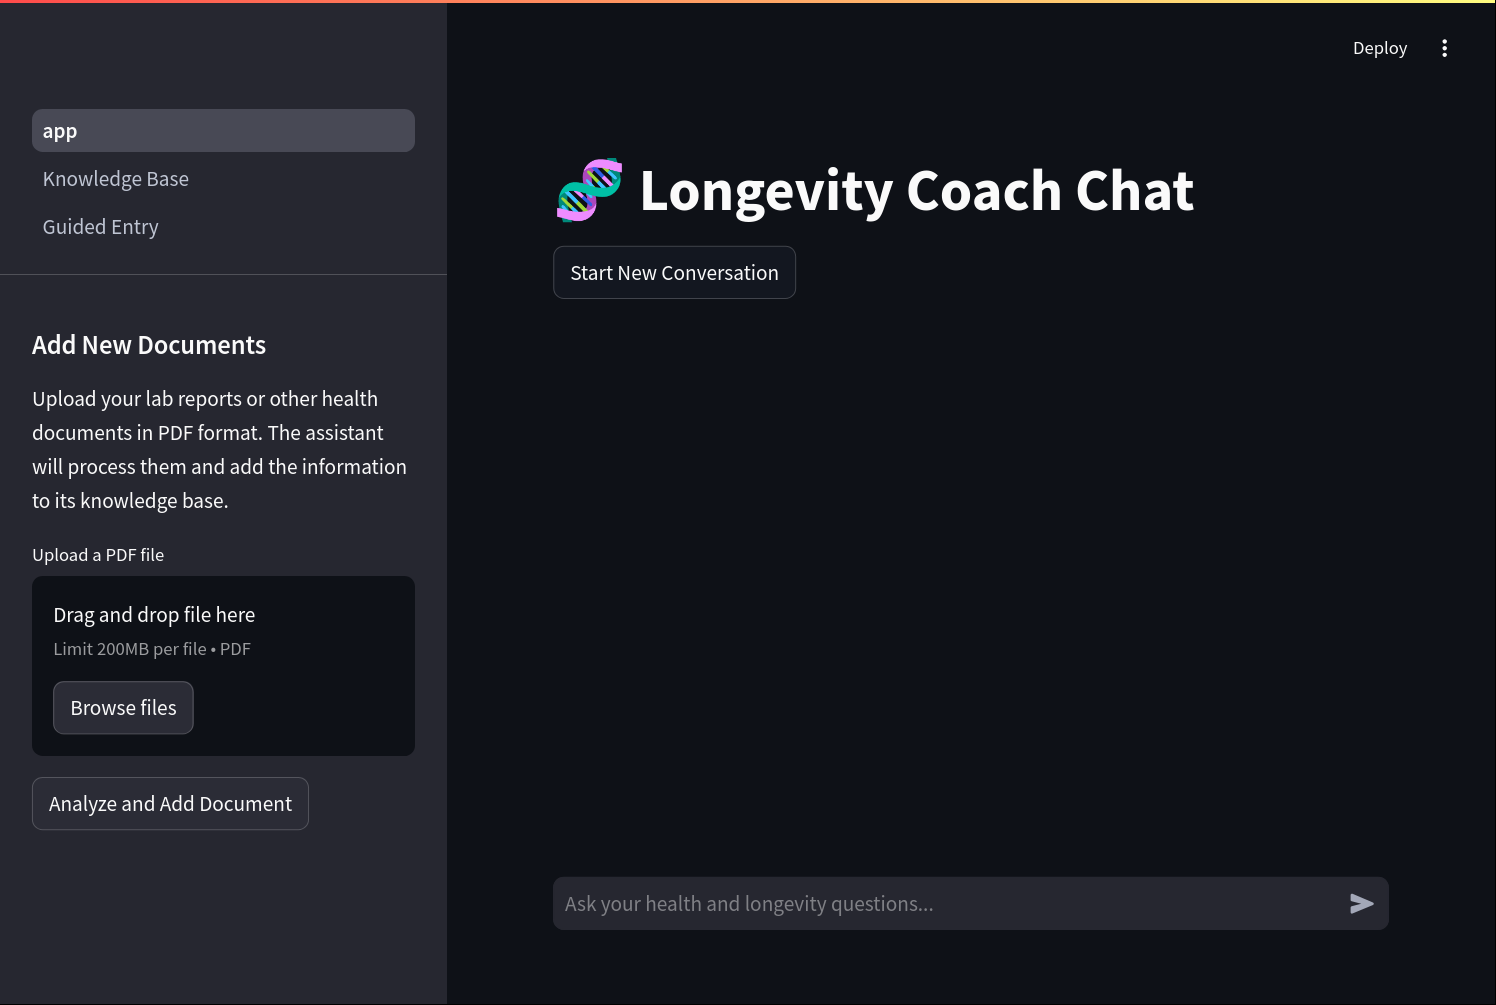 Deploy
app
Knowledge Base
Guided Entry
Add New Documents
Upload your lab reports or other health
documents in PDF format. The assistant
will process them and add the information
to its knowledge base.
Upload a PDF file
Drag and drop file here
Limit 200MB per file • PDF
Browse files
Analyze and Add Document
Longevity Coach Chat
Start New Conversation
Ask your health and longevity questions...